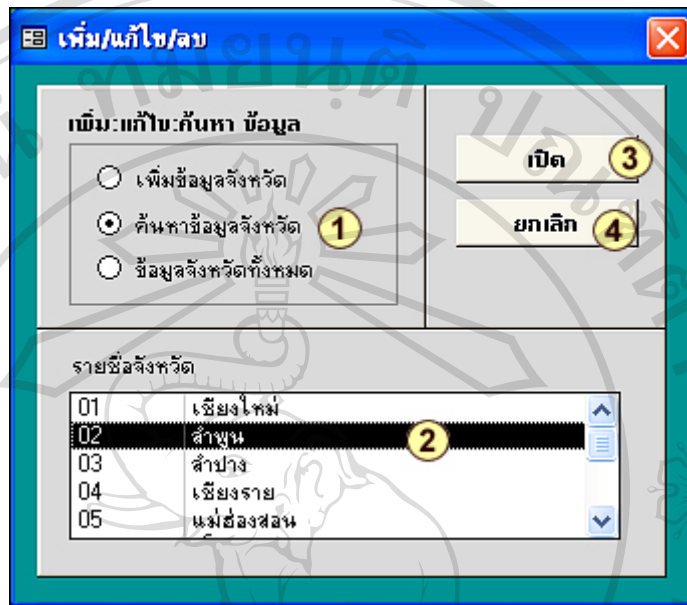 เพิ่ม/แก้ไข/ลบ
เพิ่ม:แก้ไข:ค้นหา ข้อมูล
เพิ่มข้อมูลจังหวัด
ค้นหาข้อมูลจังหวัด 1
ข้อมูลจังหวัดทั้งหมด
เปิด 3
ยกเลิก 4
รายชื่อจังหวัด
01 เชียงใหม่
02 ลำพูน 2
03 ลำปาง
04 เชียงราย
05 แม่ฮ่องสอน